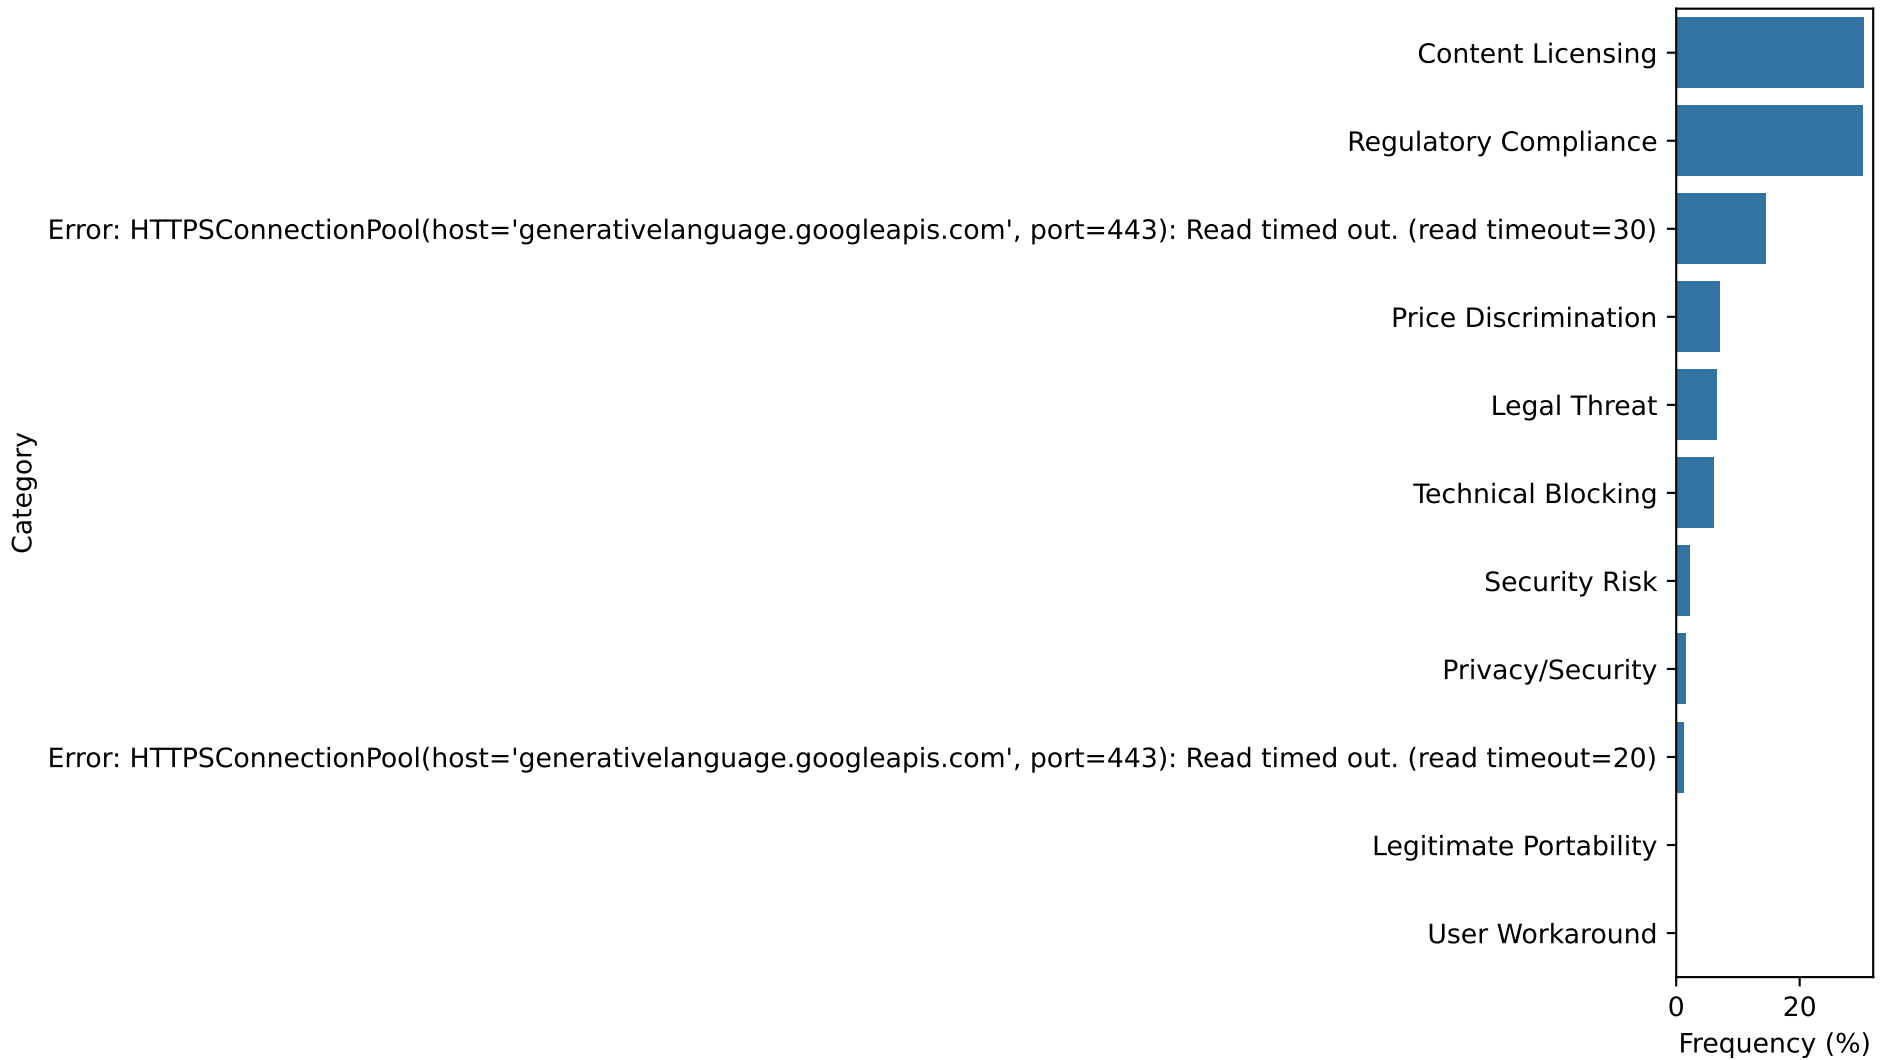 Content Licensing
Regulatory Compliance
Error: HTTPSConnectionPool(host='generativelanguage.googleapis.com', port=443): Read timed out. (read timeout=30)
Price Discrimination
Legal Threat
Category
Technical Blocking
Security Risk
Privacy/Security
Error: HTTPSConnectionPool(host='generativelanguage.googleapis.com', port=443): Read timed out. (read timeout=20)
Legitimate Portability
User Workaround
0 20
Frequency (%)